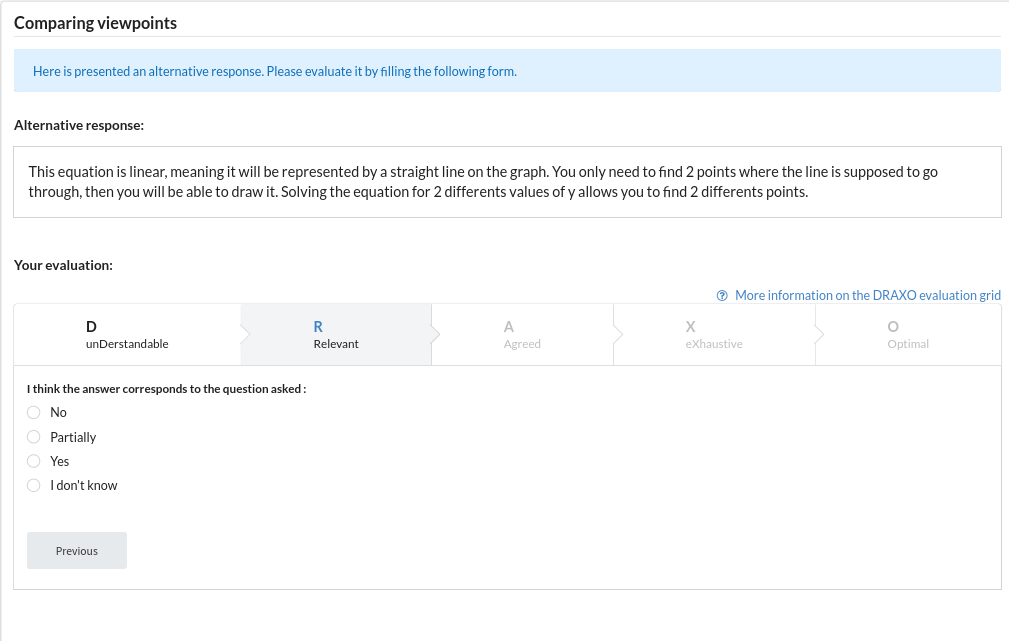 Comparing viewpoints
Here is presented an alternative response. Please evaluate it by filling the following form.
Alternative response:
This equation is linear, meaning it will be represented by a straight line on the graph. You only need to find 2 points where the line is supposed to go
through, then you will be able to draw it. Solving the equation for 2 differents values of y allows you to find 2 differents points.
Your evaluation:
More information on the DRAXO evaluation grid
D
unDerstandable
R
Relevant
A
Agreed
X
eXhaustive
O
Optimal
I think the answer corresponds to the question asked :
No
Partially
Yes
I don't know
Previous